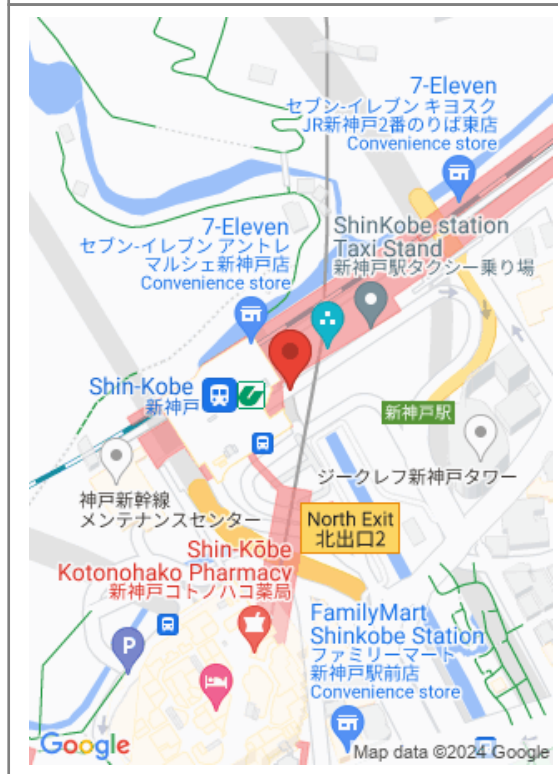 7-Eleven
セブン-イレブン キヨスク
JR新神戸2番のりば東店
Convenience store
7-Eleven
セブン-イレブン アントレ
マルシェ新神戸店
Convenience store
ShinKobe station
Taxi Stand
新神戸駅タクシー乗り場
Shin-Kobe
新神戸
新神戸駅
神戸新幹線
メンテナンスセンター
ジークレフ新神戸タワー
North Exit
北出口2
Shin-Kōbe
Kotonohako Pharmacy
新神戸コトノハコ薬局
P
FamilyMart
Shinkobe Station
ファミリーマート
新神戸駅前店
Convenience store
Google
Map data ©2024 Google